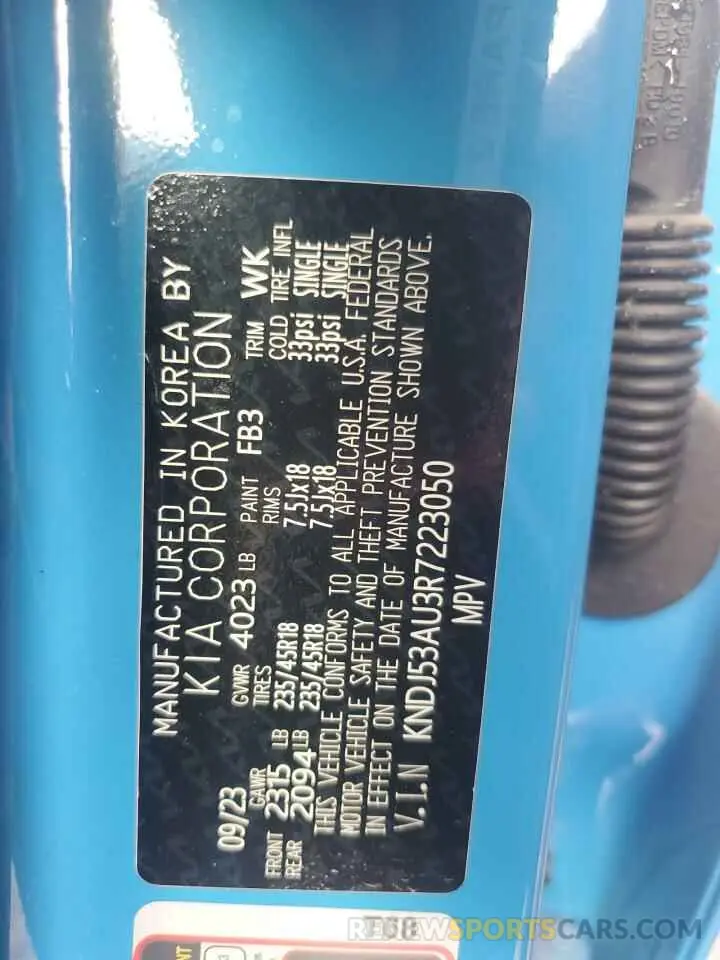 MANUFACTURED IN KOREA BY
KIA CORPORATION
09/23 GVWR 4023 LB PAINT FB3 TRIM WK
GAWR TIRES RIMS COLD TIRE INFL
FRONT 2315 LB 235/45R18 7.5Jx18 33psi SINGLE
REAR 2094 LB 235/45R18 7.5Jx18 33psi SINGLE
THIS VEHICLE CONFORMS TO ALL APPLICABLE U.S.A. FEDERAL
MOTOR VEHICLE SAFETY AND THEFT PREVENTION STANDARDS
IN EFFECT ON THE DATE OF MANUFACTURE SHOWN ABOVE.
V.I.N KNDJ53AU3R7223050
MPV
RENEWSPORTSCARS.COM